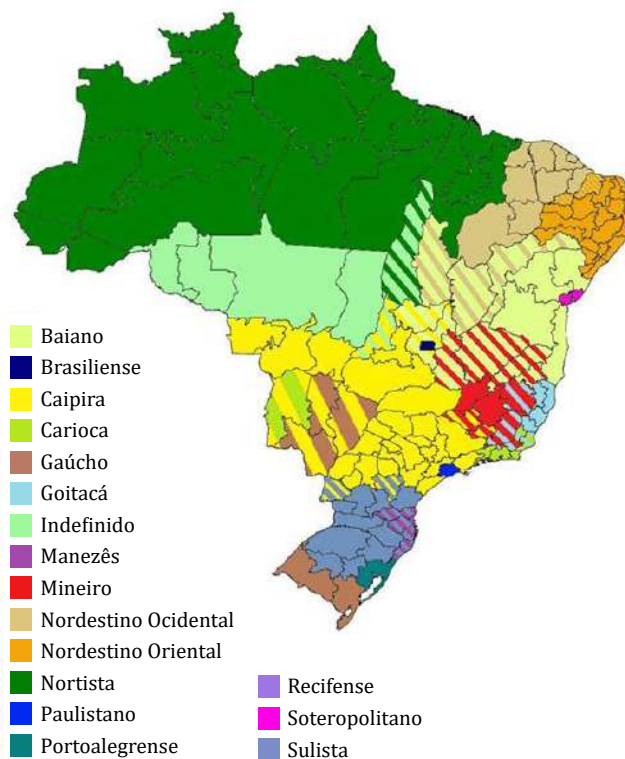 Baiano
Brasiliense
Caipira
Carioca
Gaúcho
Goitacá
Indefinido
Manezês
Mineiro
Nordestino Ocidental
Nordestino Oriental
Nortista
Paulistano
Portoalegrense
Recifense
Soteropolitano
Sulista